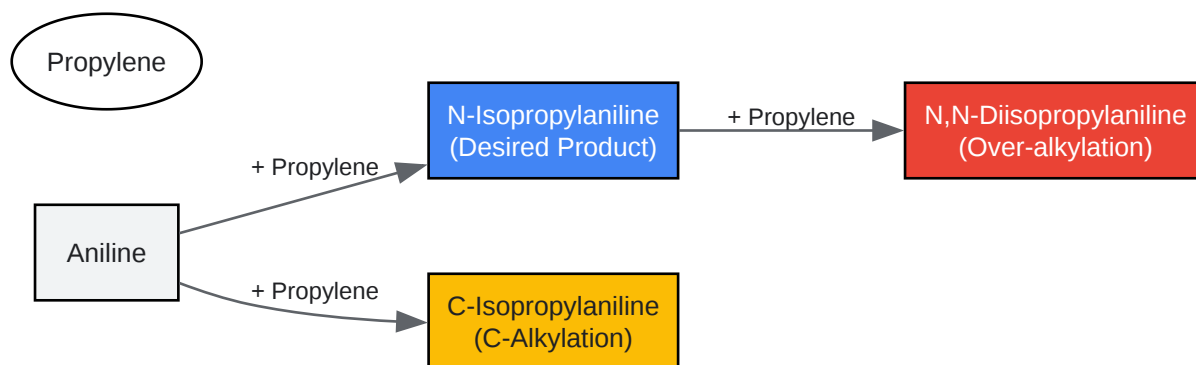 Propylene
N-Isopropylaniline
(Desired Product)
+ Propylene
N,N-Diisopropylaniline
(Over-alkylation)
+ Propylene
Aniline
+ Propylene
C-Isopropylaniline
(C-Alkylation)